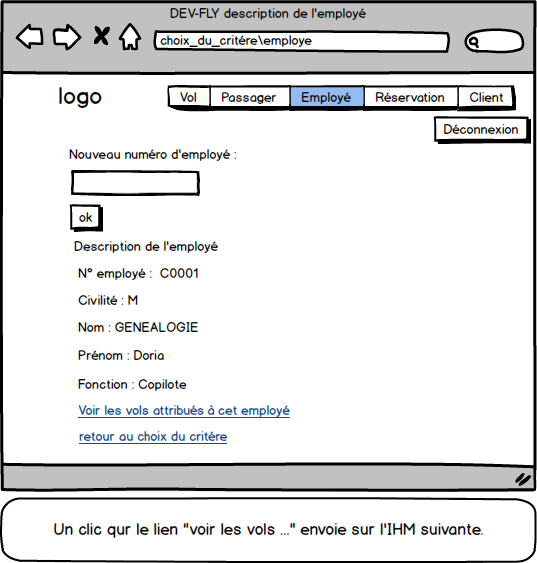 DEV-FLY description de l'employé
choix_du_critére\employe
logo
Vol Passager Employé Réservation Client
Déconnexion
Nouveau numéro d'employé :
ok
Description de l'employé
N° employé : C0001
Civilité : M
Nom : GENEALOGIE
Prénom : Doria
Fonction : Copilote
Voir les vols attribués à cet employé
retour au choix du critére
Un clic qur le lien "voir les vols ..." envoie sur l'IHM suivante.